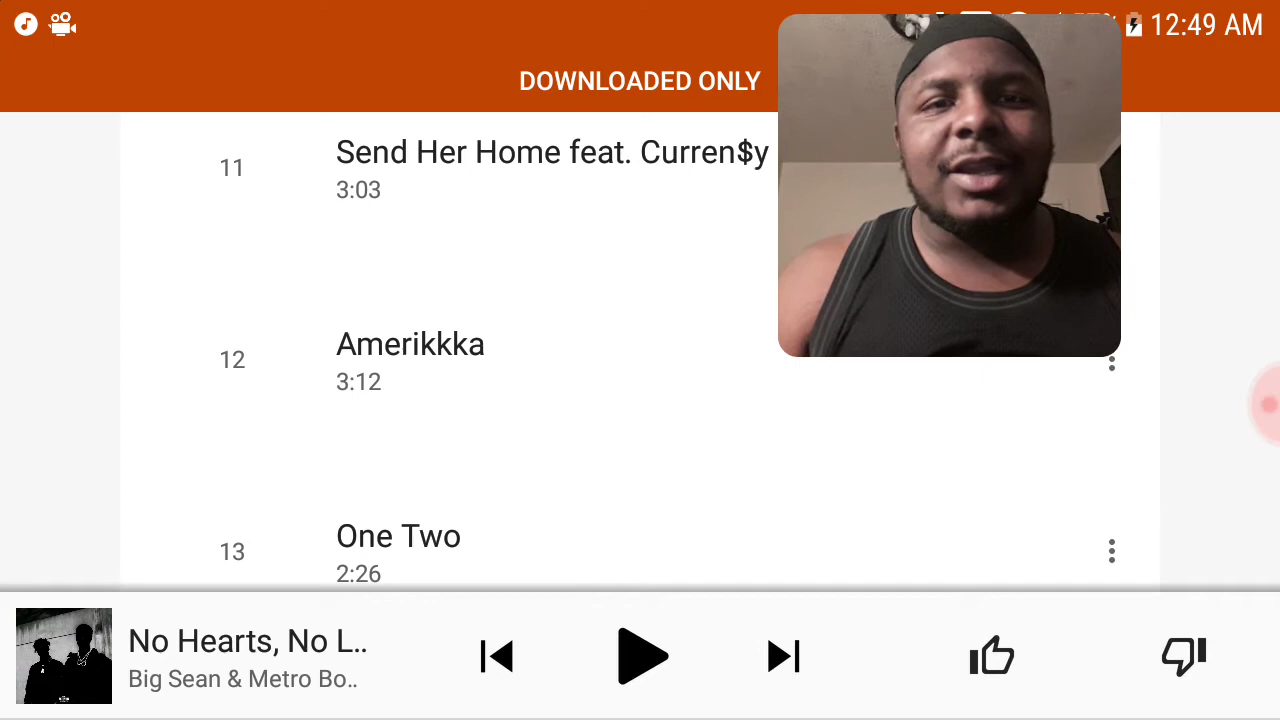 12:49 AM
DOWNLOADED ONLY
11
Send Her Home feat. Curren$y
3:03
12
Amerikkka
3:12
13
One Two
2:26
No Hearts, No L..
Big Sean & Metro Bo..